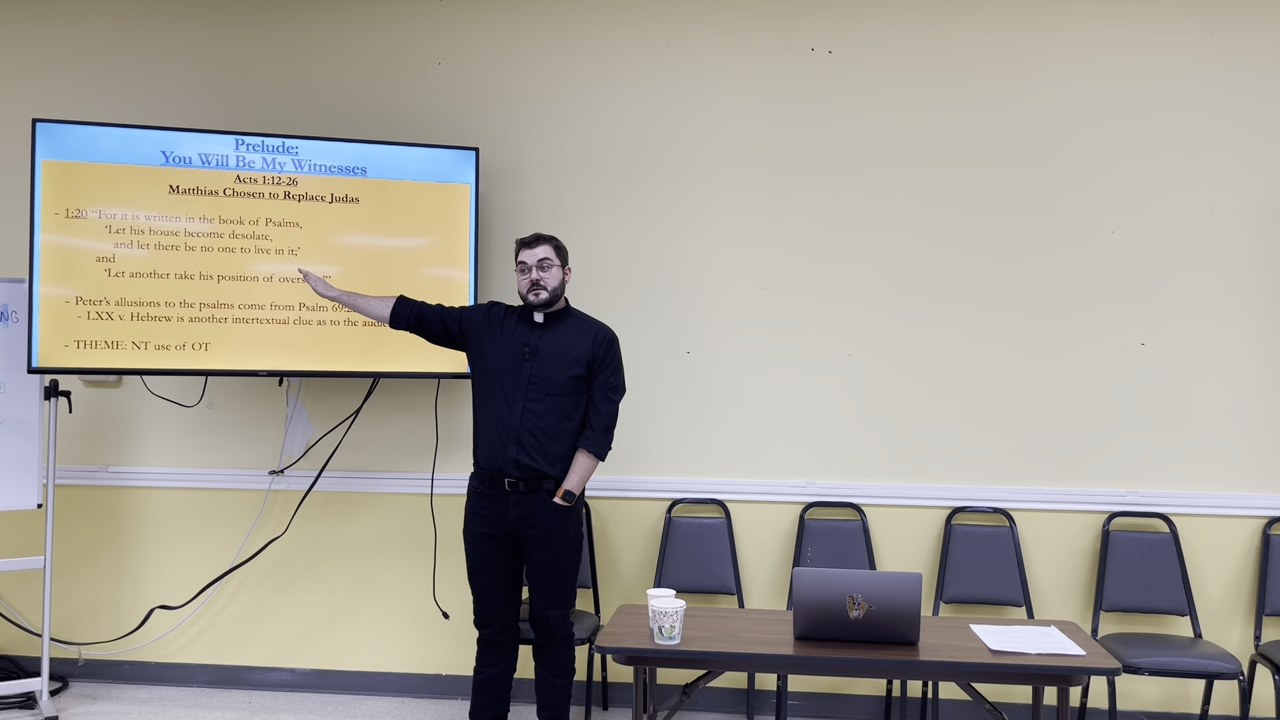 Prelude:
You Will Be My Witnesses
Acts 1:12-26
Matthias Chosen to Replace Judas
- 1:20 “For it is written in the book of Psalms,
‘Let his house become desolate,
and let there be no one to live in it;’
and
‘Let another take his position of
- Peter’s allusions to the psalms come from Psalm
- LXX v. Hebrew is another intertextual clue as to the
- THEME: NT use of OT